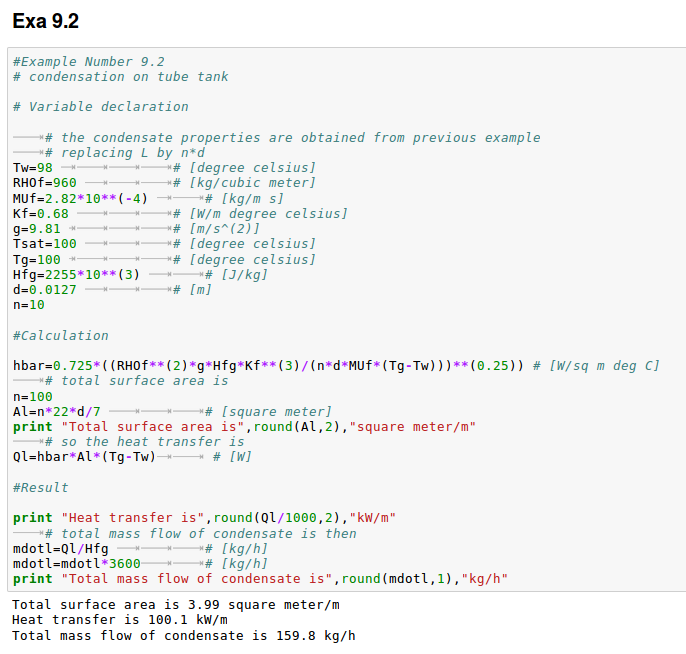 Exa 9.2
#Example Number 9.2
# condensation on tube tank
# Variable declaration
# the condensate properties are obtained from previous example
# replacing L by n*d
Tw=98 # [degree celsius]
RHOf=960 # [kg/cubic meter]
MUf=2.82*10**(-4) # [kg/m s]
Kf=0.68 # [W/m degree celsius]
g=9.81 # [m/s^(2)]
Tsat=100 # [degree celsius]
Tg=100 # [degree celsius]
Hfg=2255*10**(3) # [J/kg]
d=0.0127 # [m]
n=10
#Calculation
hbar=0.725*((RHOf**(2)*g*Hfg*Kf**(3)/(n*d*MUf*(Tg-Tw)))**(0.25)) # [W/sq m deg C]
# total surface area is
n=100
Al=n*22*d/7 # [square meter]
print "Total surface area is",round(Al,2),"square meter/m"
# so the heat transfer is
Ql=hbar*Al*(Tg-Tw) # [W]
#Result
print "Heat transfer is",round(Ql/1000,2),"kW/m"
# total mass flow of condensate is then
mdotl=Ql/Hfg # [kg/h]
mdotl=mdotl*3600 # [kg/h]
print "Total mass flow of condensate is",round(mdotl,1),"kg/h"
Total surface area is 3.99 square meter/m
Heat transfer is 100.1 kW/m
Total mass flow of condensate is 159.8 kg/h